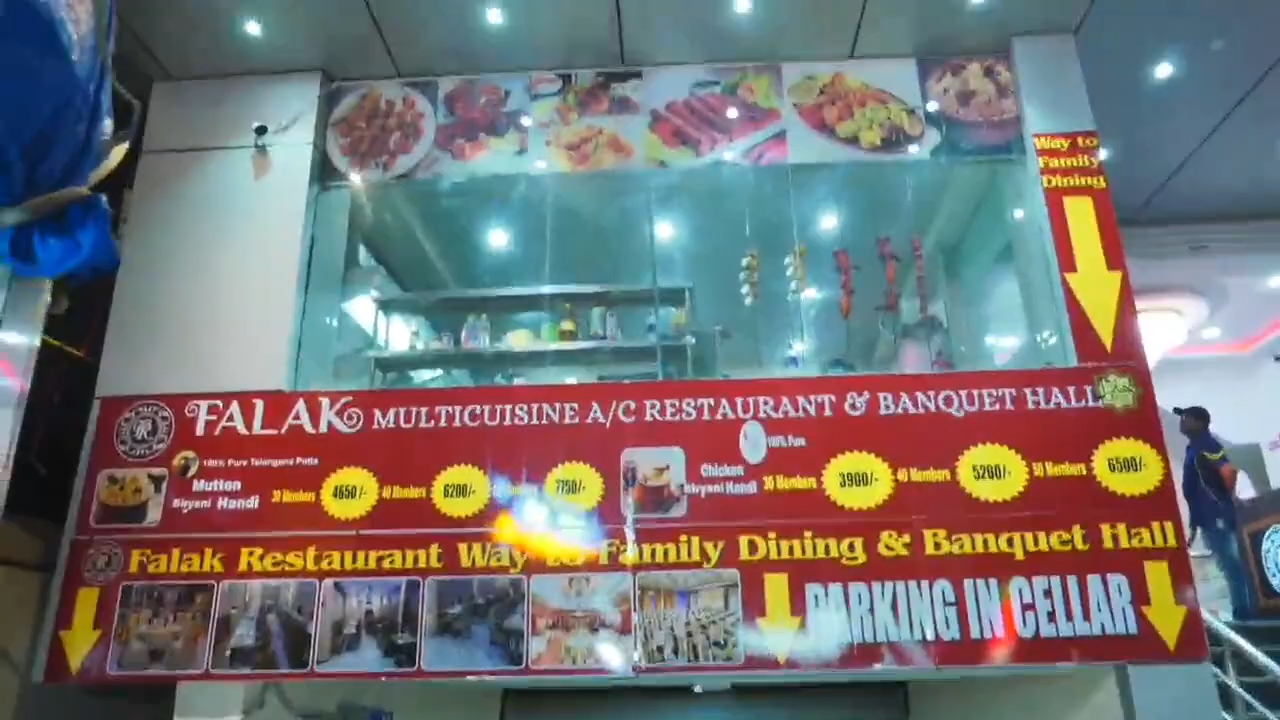 Way to
Family
Dining
FALAK MULTICUISINE A/C RESTAURANT & BANQUET HALL
100% Pure Telangana Potla
Mutton
Biryani Handi
30 Members 4650/- 40 Members 6200/- 7750/-
100% Pure
Chicken
Biryani Handi
30 Members 3900/- 40 Members 5200/- 50 Members 6500/-
Falak Restaurant Way to Family Dining & Banquet Hall
PARKING IN CELLAR